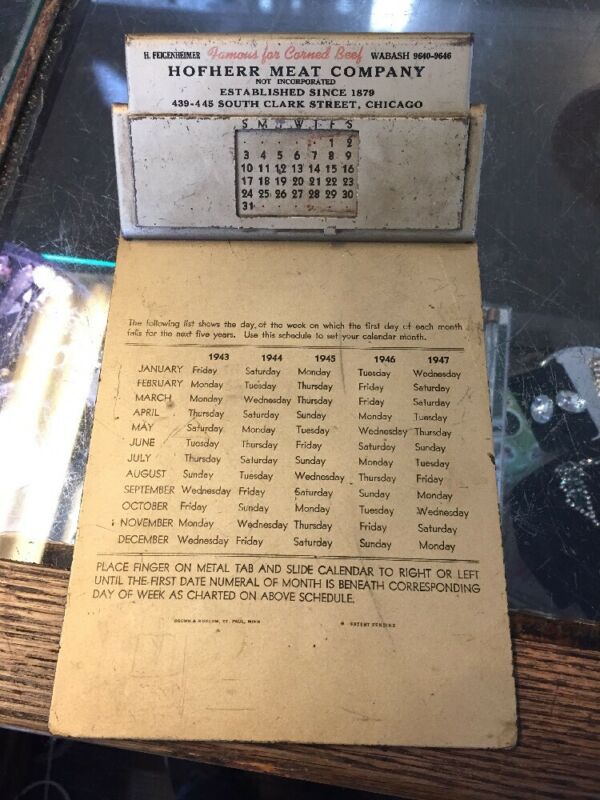 H. FEIGENHEIMER Famous for Corned Beef WABASH 9640-9646
HOFHERR MEAT COMPANY
NOT INCORPORATED
ESTABLISHED SINCE 1879
439-445 SOUTH CLARK STREET, CHICAGO
S M T W T F S
1 2
3 4 5 6 7 8 9
10 11 12 13 14 15 16
17 18 19 20 21 22 23
24 25 26 27 28 29 30
31
The following list shows the day of the week on which the first day of each month
falls for the next five years. Use this schedule to set your calendar month.
1943 1944 1945 1946 1947
JANUARY Friday Saturday Monday Tuesday Wednesday
FEBRUARY Monday Tuesday Thursday Friday Saturday
MARCH Monday Wednesday Thursday Friday Saturday
APRIL Thursday Saturday Sunday Monday Tuesday
MAY Saturday Monday Tuesday Wednesday Thursday
JUNE Tuesday Thursday Friday Saturday Sunday
JULY Thursday Saturday Sunday Monday Tuesday
AUGUST Sunday Tuesday Wednesday Thursday Friday
SEPTEMBER Wednesday Friday Saturday Sunday Monday
OCTOBER Friday Sunday Monday Tuesday Wednesday
NOVEMBER Monday Wednesday Thursday Friday Saturday
DECEMBER Wednesday Friday Saturday Sunday Monday
PLACE FINGER ON METAL TAB AND SLIDE CALENDAR TO RIGHT OR LEFT
UNTIL THE FIRST DATE NUMERAL OF MONTH IS BENEATH CORRESPONDING
DAY OF WEEK AS CHARTED ON ABOVE SCHEDULE.
BROWN & BIGELOW, ST. PAUL, MINN PATENT PENDING